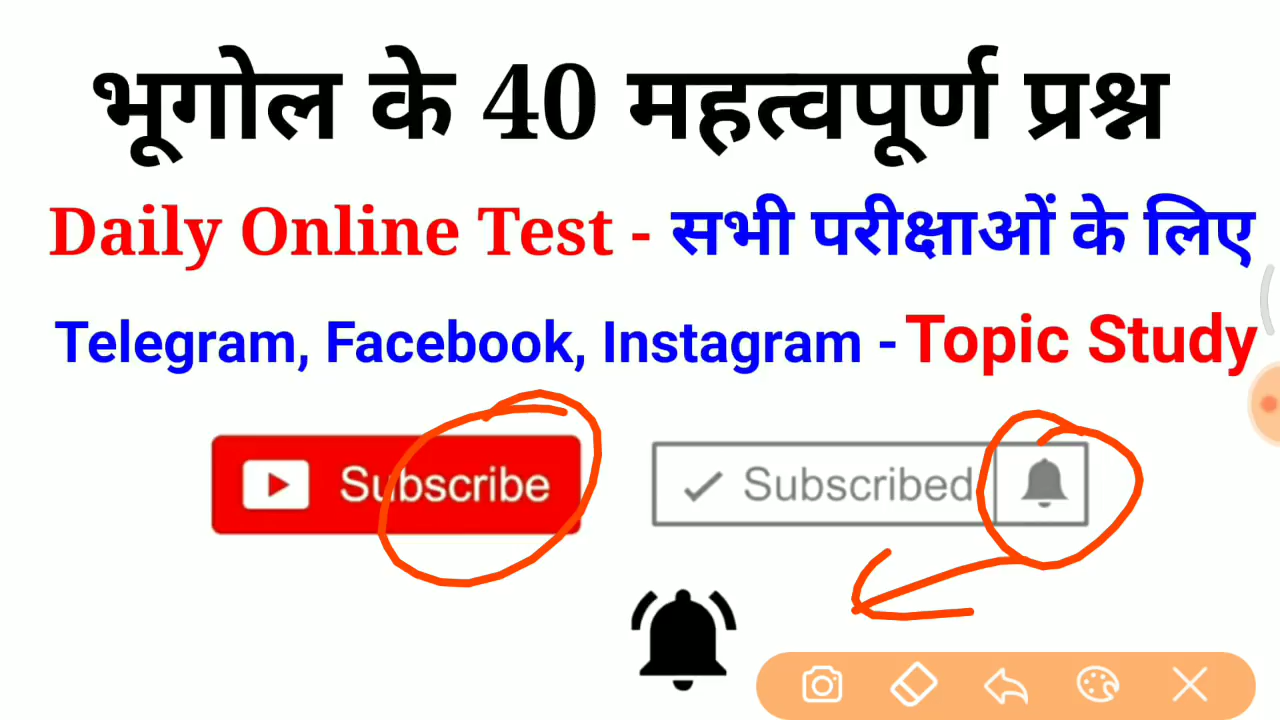 भूगोल के 40 महत्वपूर्ण प्रश्न
Daily Online Test - सभी परीक्षाओं के लिए
Telegram, Facebook, Instagram - Topic Study
Subscribe Subscribed